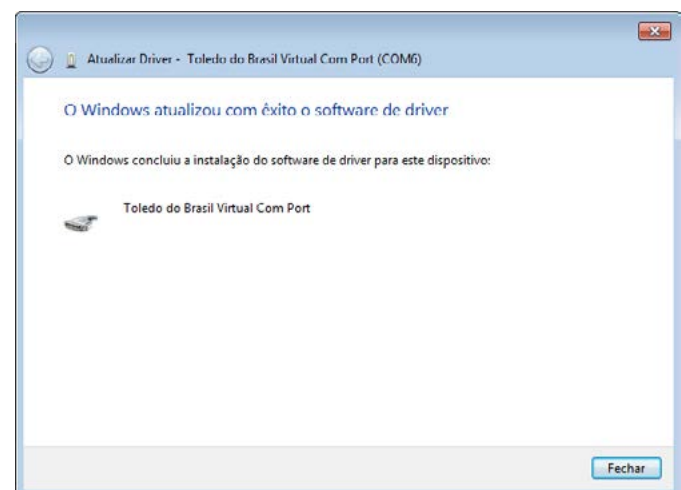 Atualizar Driver - Toledo do Brasil Virtual Com Port (COM6)
O Windows atualizou com êxito o software de driver
O Windows concluiu a instalação do software de driver para este dispositivo:
Toledo do Brasil Virtual Com Port
Fechar